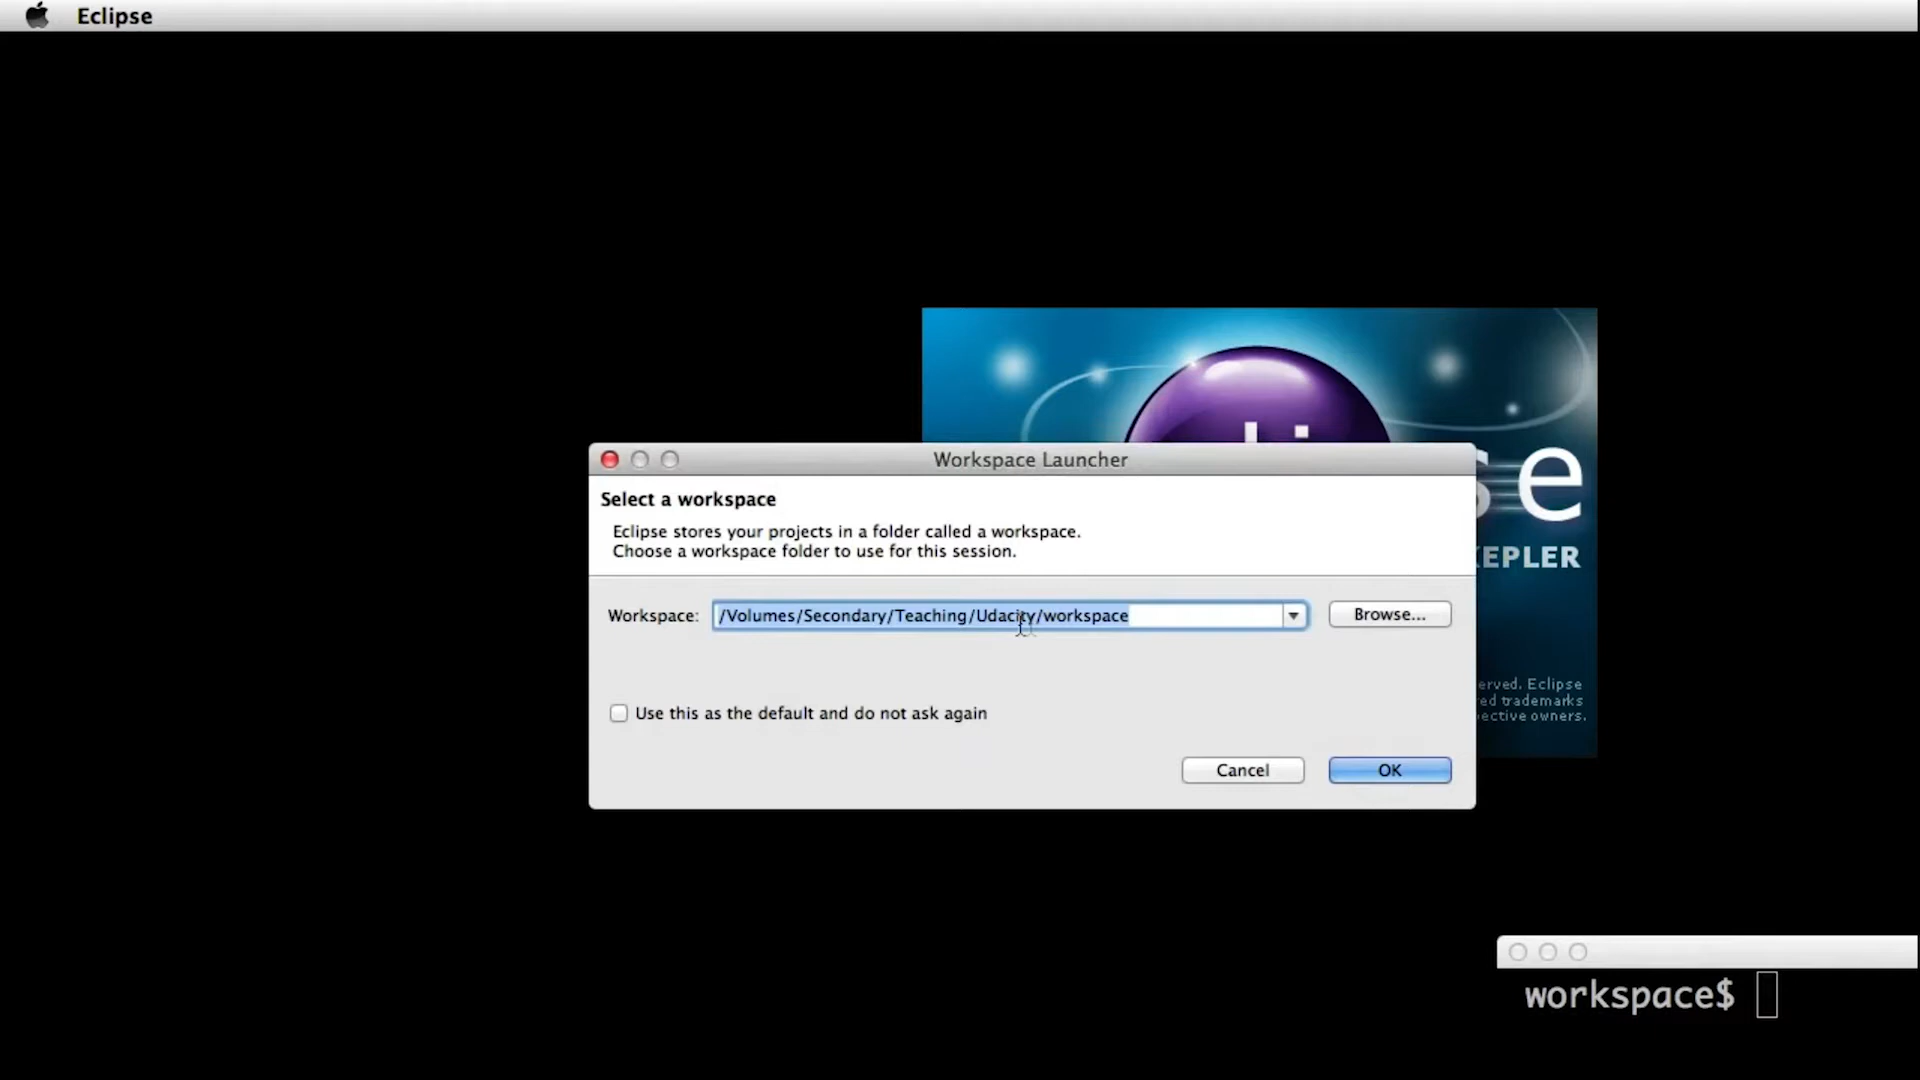 Eclipse
se
KEPLER
Workspace Launcher
Select a workspace
Eclipse stores your projects in a folder called a workspace.
Choose a workspace folder to use for this session.
Workspace: /Volumes/Secondary/Teaching/Udacity/workspace Browse...
erved. Eclipse
ed trademarks
ective owners.
Use this as the default and do not ask again
Cancel OK
workspace$